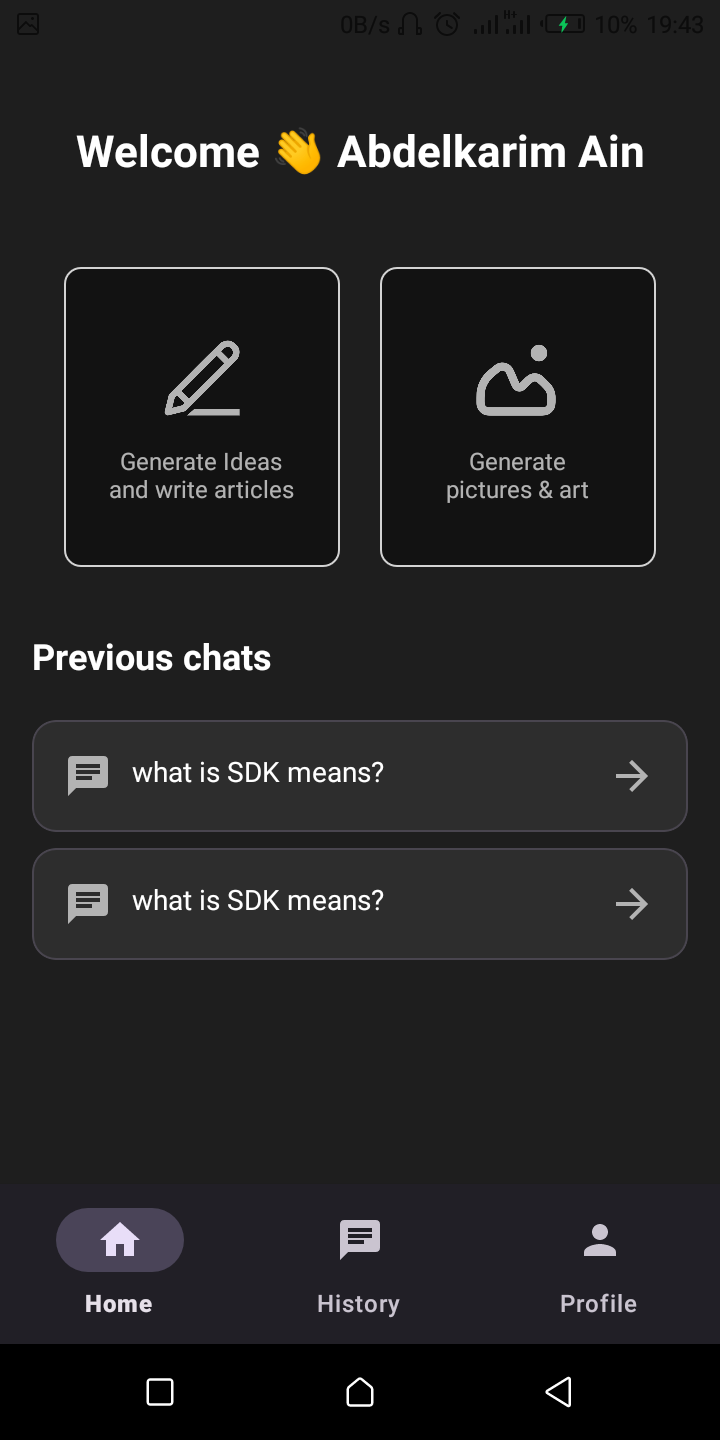 0B/s 10% 19:43
Welcome 👋 Abdelkarim Ain
Generate Ideas
and write articles
Generate
pictures & art
Previous chats
what is SDK means?
what is SDK means?
Home
History
Profile